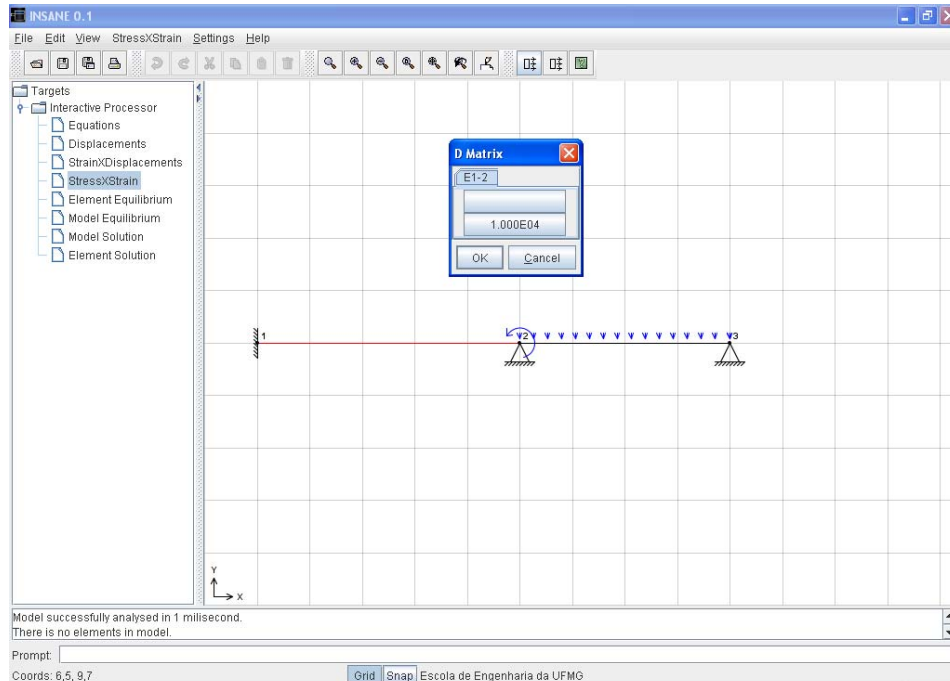 INSANE 0.1
File Edit View StressXStrain Settings Help
Targets
Interactive Processor
Equations
Displacements
StrainXDisplacements
StressXStrain
Element Equilibrium
Model Equilibrium
Model Solution
Element Solution
D Matrix
E1-2
1.000E04
OK Cancel
1 2 3
Y
X
Model successfully analysed in 1 milisecond.
There is no elements in model.
Prompt:
Coords: 6,5, 9,7 Grid Snap Escola de Engenharia da UFMG